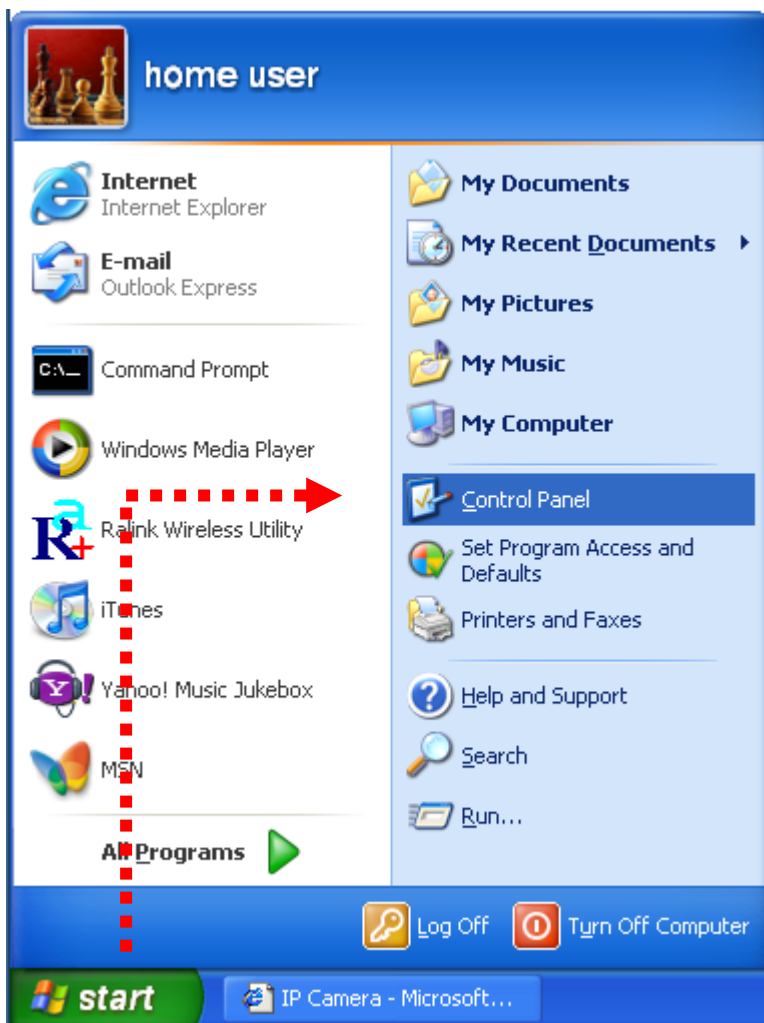 home user
Internet
Internet Explorer
E-mail
Outlook Express
C:\_
Command Prompt
Windows Media Player
Ralink Wireless Utility
iTunes
Yahoo! Music Jukebox
MSN
All Programs
My Documents
My Recent Documents
My Pictures
My Music
My Computer
Control Panel
Set Program Access and
Defaults
Printers and Faxes
Help and Support
Search
Run...
Log Off
Turn Off Computer
start
IP Camera - Microsoft...